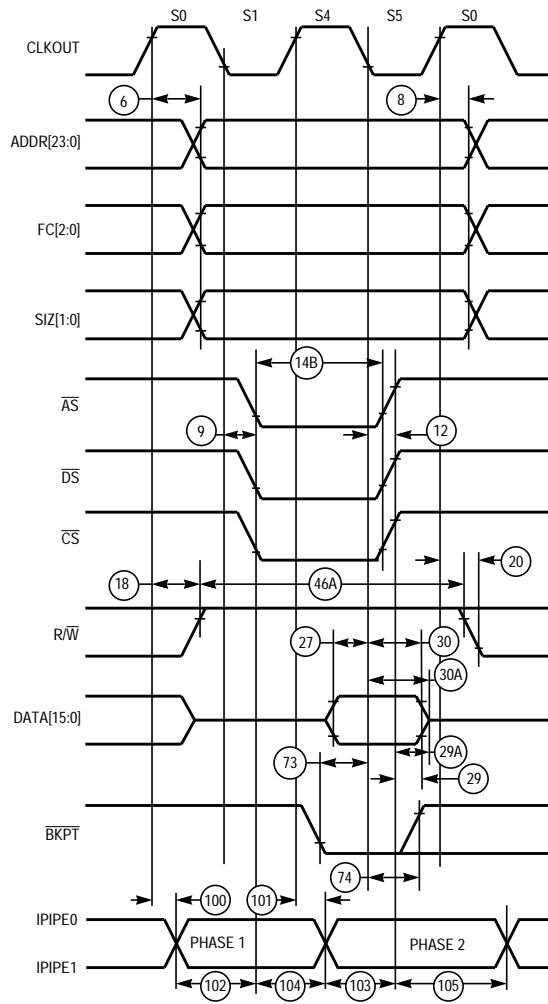 S0 S1 S4 S5 S0
CLKOUT
6 8
ADDR[23:0]
FC[2:0]
SIZ[1:0]
14B
AS
9 12
DS
CS
20
18 46A
R/W
27 30
30A
DATA[15:0]
29A
73 29
BKPT
74
100 101
IPIPE0
PHASE 1 PHASE 2
IPIPE1
102 104 103 105